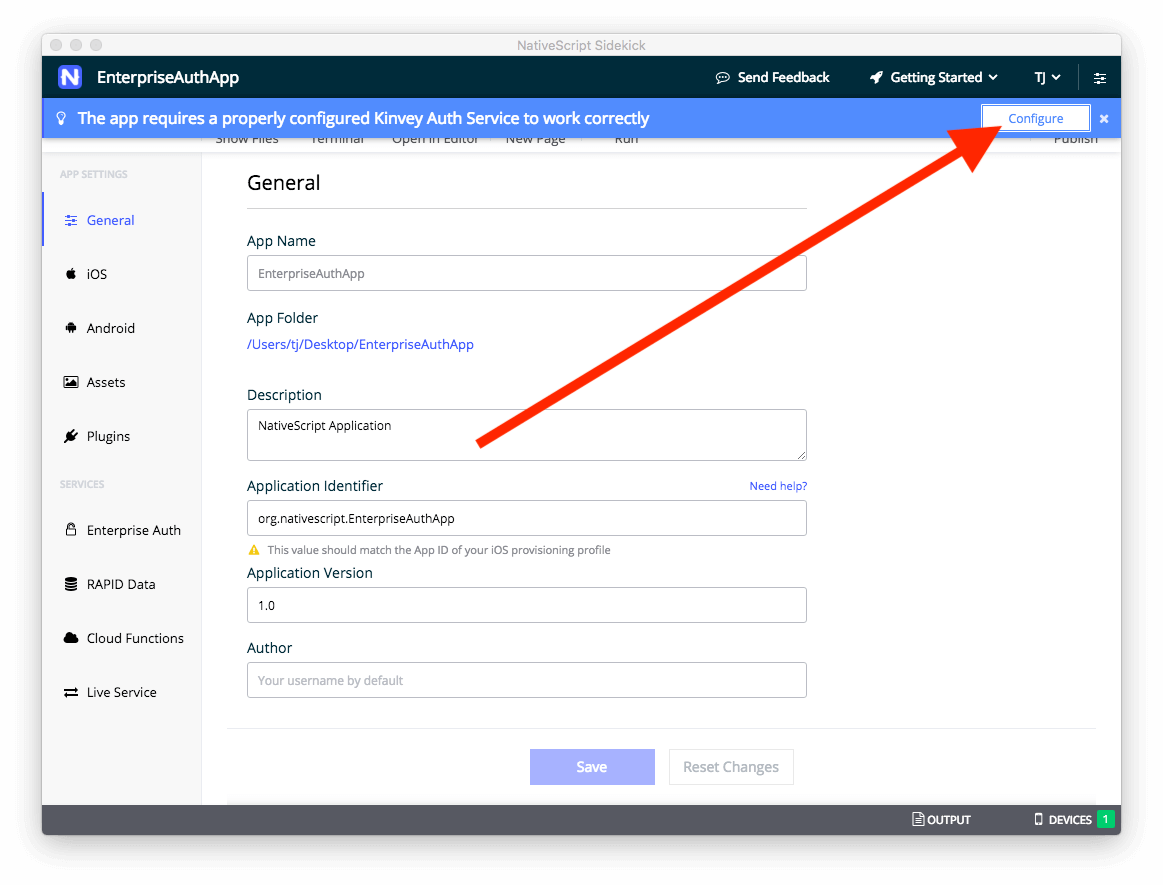 NativeScript Sidekick
N EnterpriseAuthApp Send Feedback Getting Started TJ
The app requires a properly configured Kinvey Auth Service to work correctly Configure ×
Show Files Terminal Open in Editor New Page Run Publish
APP SETTINGS
General
iOS
Android
Assets
Plugins
SERVICES
Enterprise Auth
RAPID Data
Cloud Functions
Live Service
General
App Name
EnterpriseAuthApp
App Folder
/Users/tj/Desktop/EnterpriseAuthApp
Description
NativeScript Application
Application Identifier Need help?
org.nativescript.EnterpriseAuthApp
This value should match the App ID of your iOS provisioning profile
Application Version
1.0
Author
Your username by default
Save Reset Changes
OUTPUT DEVICES 1